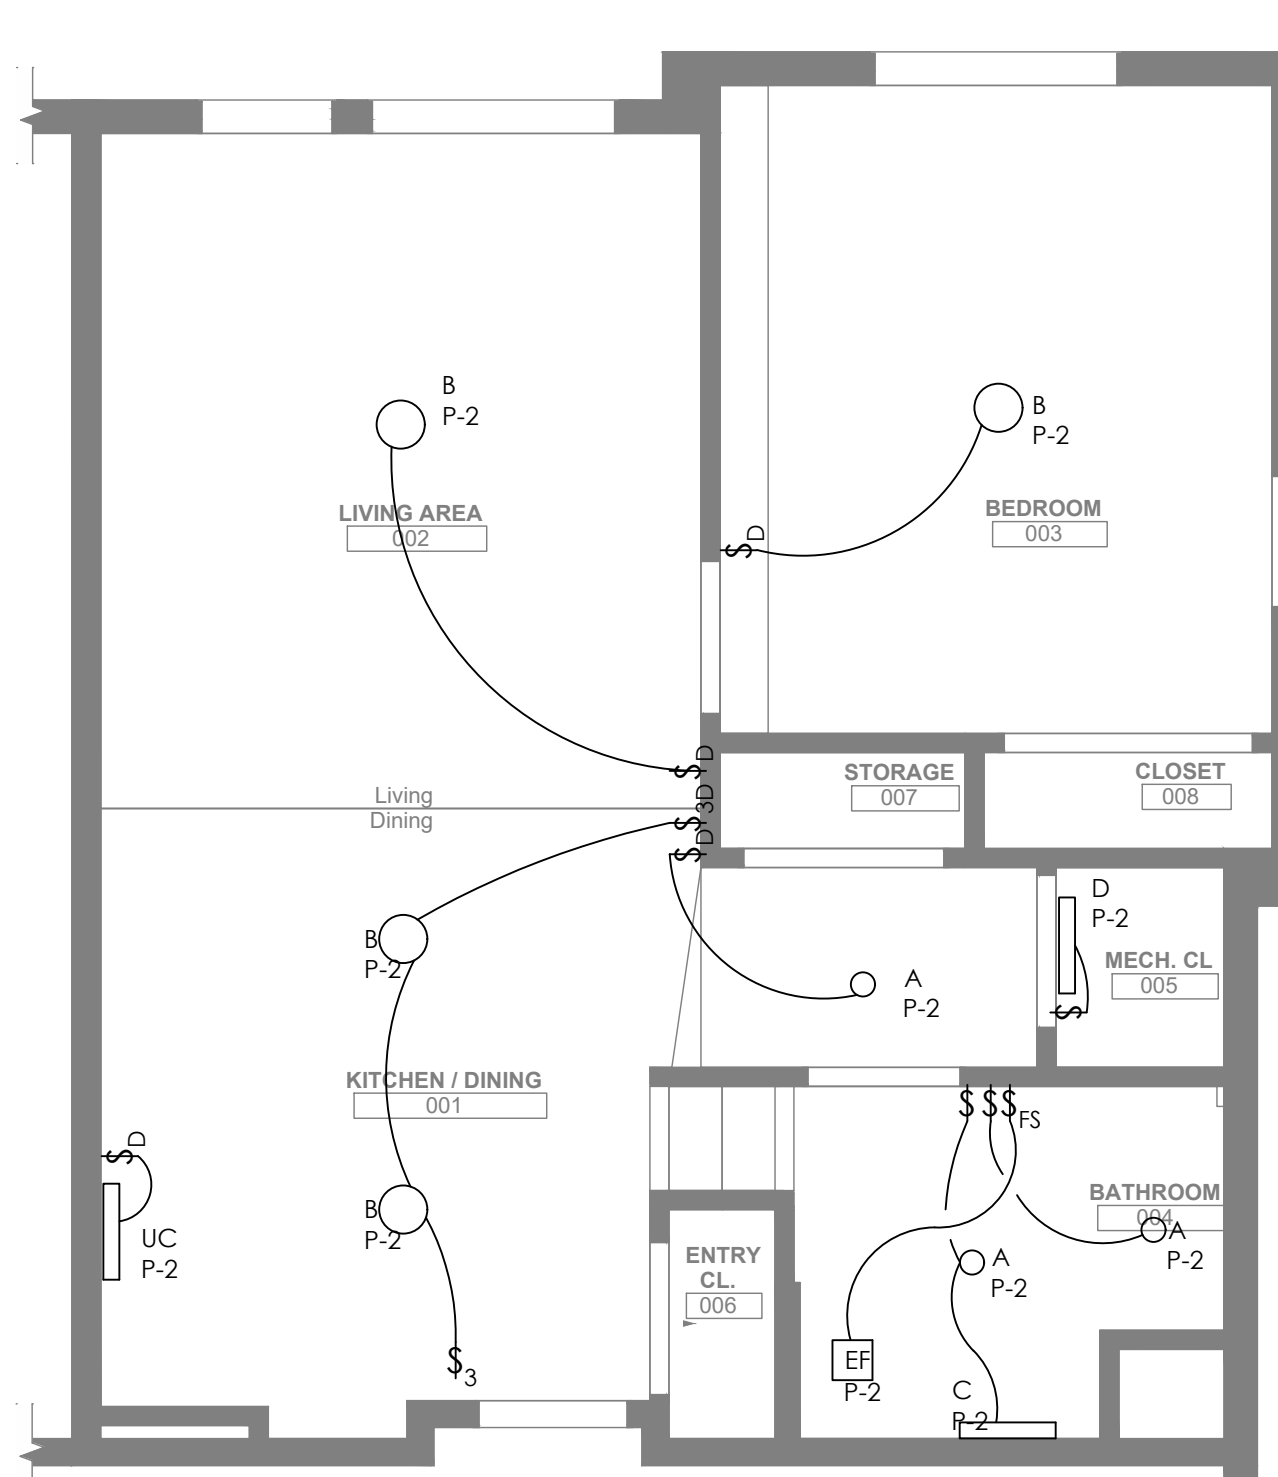 B
P-2
B
P-2
LIVING AREA
002
BEDROOM
003
$ D
$ D
STORAGE
007
CLOSET
008
Living
Dining
$ 3D
$ D
D
P-2
B
P-2
MECH. CL
005
$
A
P-2
KITCHEN / DINING
001
$ $ $ FS
$ D
BATHROOM
004
B
P-2
UC
P-2
A
P-2
ENTRY
CL.
006
A
P-2
$ 3
EF
P-2
C
P-2